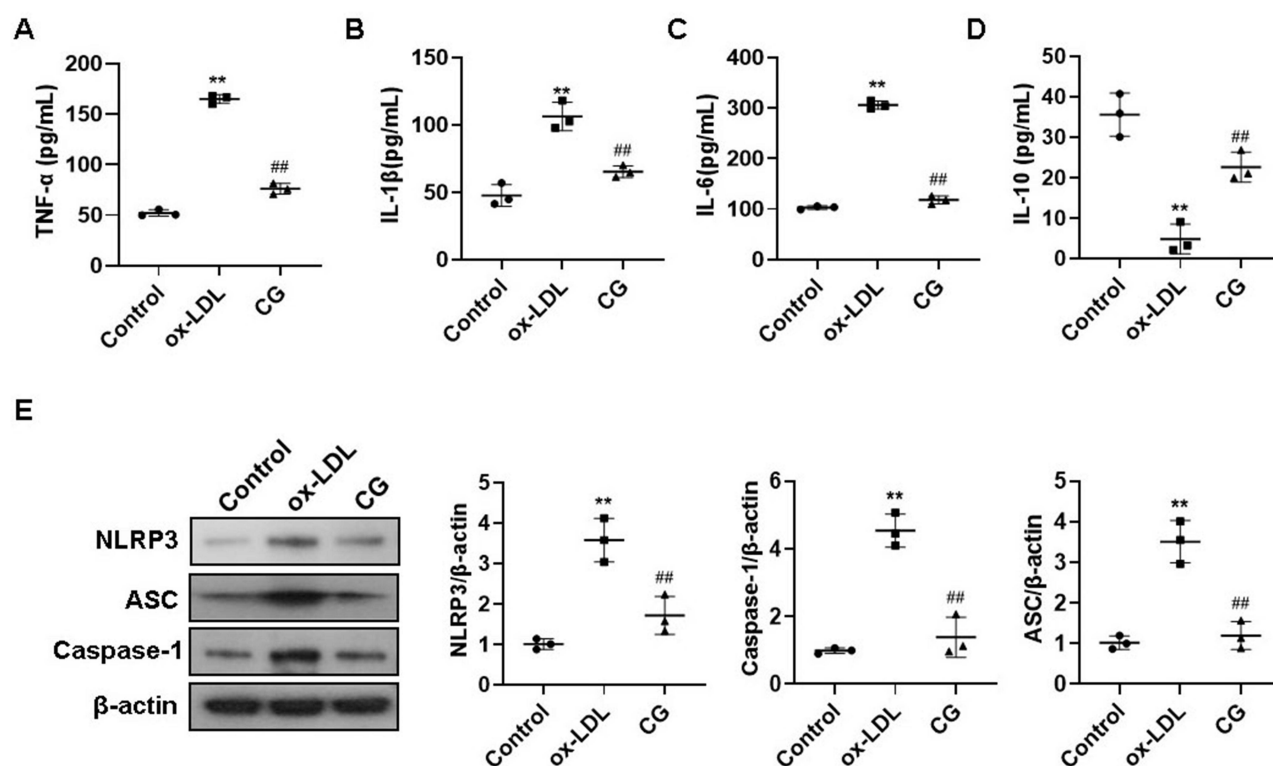 A
TNF-α (pg/mL)
200
150
100
50
0
**
##
Control
ox-LDL
CG
B
IL-1β(pg/mL)
150
100
50
0
**
##
Control
ox-LDL
CG
C
IL-6(pg/mL)
400
300
200
100
0
**
##
Control
ox-LDL
CG
D
IL-10 (pg/mL)
50
40
30
20
10
0
**
##
Control
ox-LDL
CG
E
Control
ox-LDL
CG
NLRP3
ASC
Caspase-1
β-actin
NLRP3/β-actin
5
4
3
2
1
0
**
##
Control
ox-LDL
CG
Caspase-1/β-actin
6
4
2
0
**
##
Control
ox-LDL
CG
ASC/β-actin
5
4
3
2
1
0
**
##
Control
ox-LDL
CG